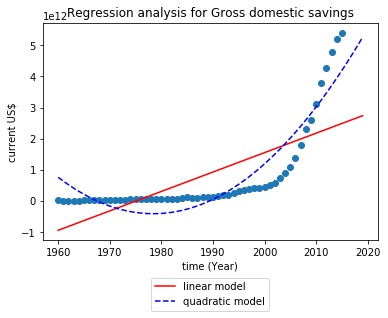 Regression analysis for Gross domestic savings
1e12
current US$
5
4
3
2
1
0
−1
1960 1970 1980 1990 2000 2010 2020
time (Year)
linear model
quadratic model